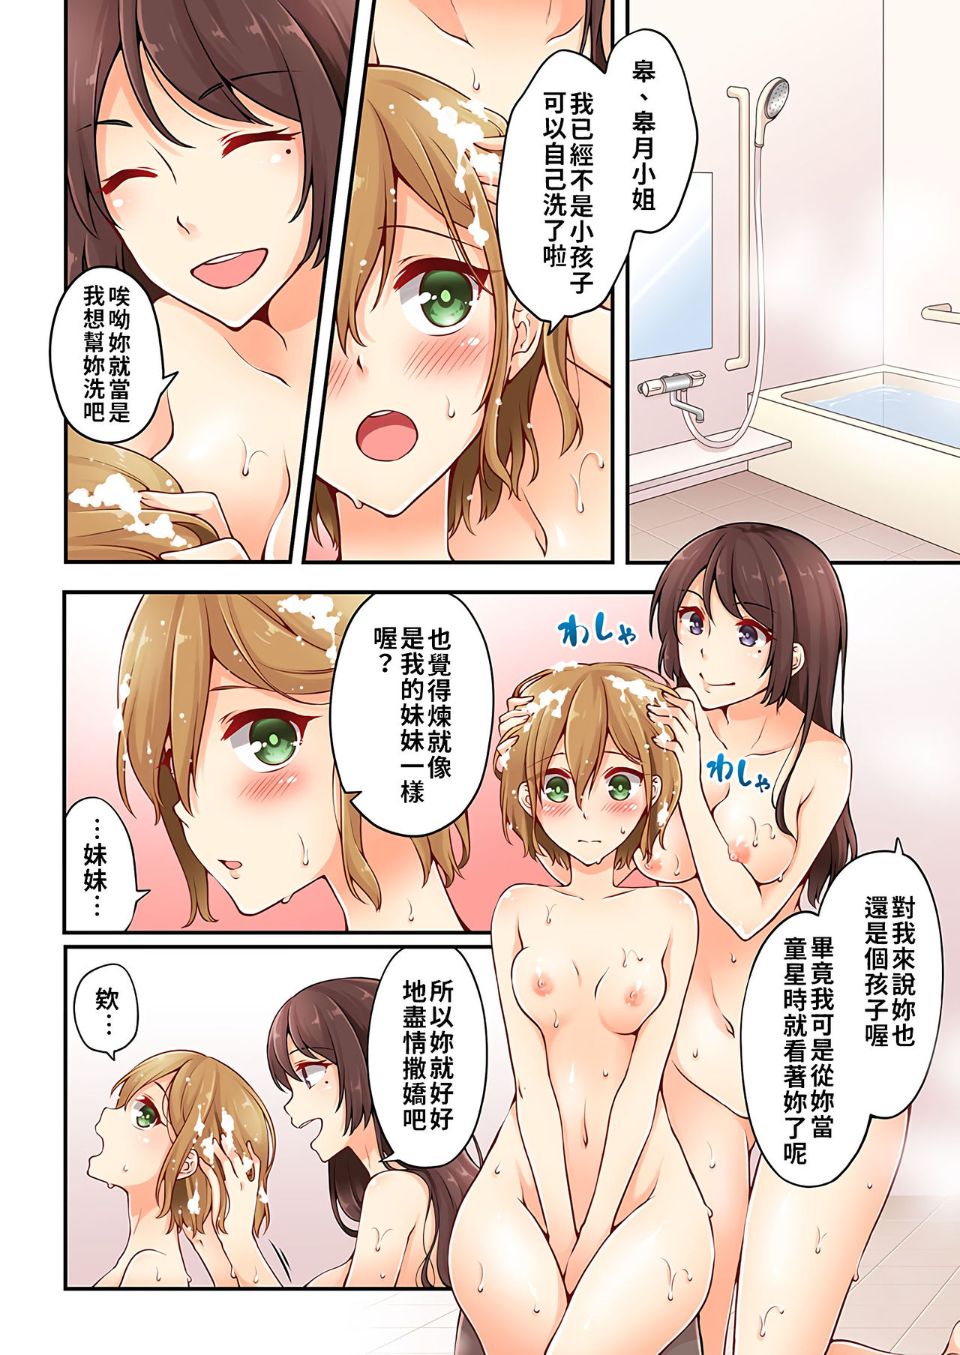 皋、皋月小姐
我已經不是小孩子
可以自己洗了啦
唉呦妳就當是
我想幫妳洗吧
わしゃ
わしゃ
對我來說妳也
還是個孩子喔
畢竟我可是從妳當
童星時就看著妳了呢
也覺得煉就像
是我的妹妹一樣
喔?
…妹妹…
所以妳就好好
地盡情撒嬌吧
欸…